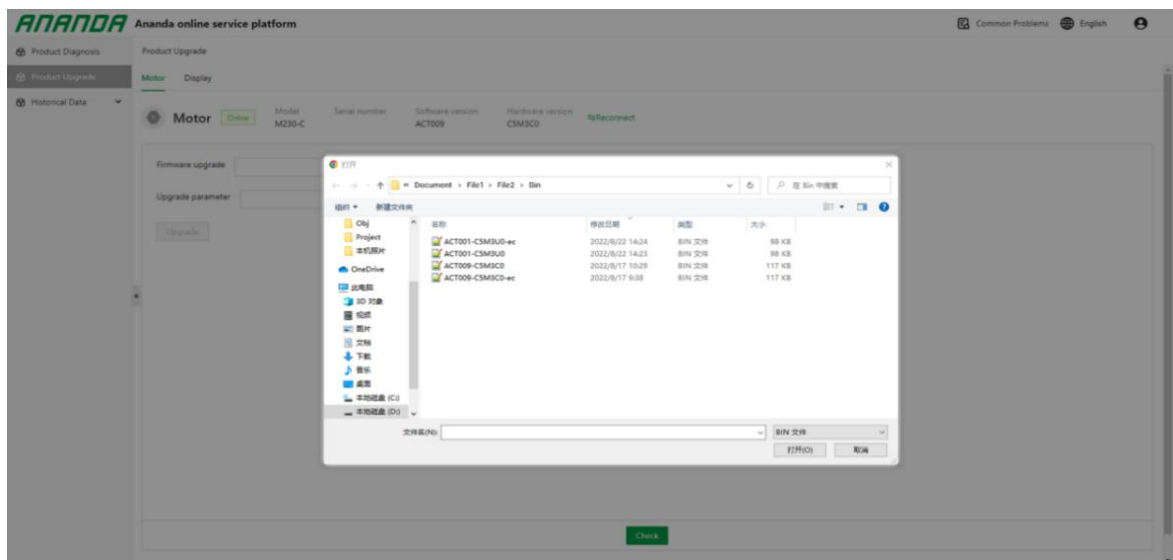 ANANDA Ananda online service platform
Common Problems English
Product Diagnosis
Product Upgrade
Historical Data
Product Upgrade
Motor Display
Motor Online
Model
M230-C
Serial number
Software version
ACT009
Hardware version
C5M3C0
Reconnect
Firmware upgrade
Upgrade parameter
Upgrade
打开
« Document › File1 › File2 › Bin
在 Bin 中搜索
组织 新建文件夹
Obj
Project
本机照片
OneDrive
此电脑
3D 对象
视频
图片
文档
下载
音乐
桌面
本地磁盘 (C:)
本地磁盘 (D:)
名称 修改日期 类型 大小
ACT001-C5M3U0-ec 2022/8/22 14:24 BIN 文件 98 KB
ACT001-C5M3U0 2022/8/22 14:23 BIN 文件 98 KB
ACT009-C5M3C0 2022/8/17 10:29 BIN 文件 117 KB
ACT009-C5M3C0-ec 2022/8/17 9:38 BIN 文件 117 KB
文件名(N): BIN 文件
打开(O) 取消
Check